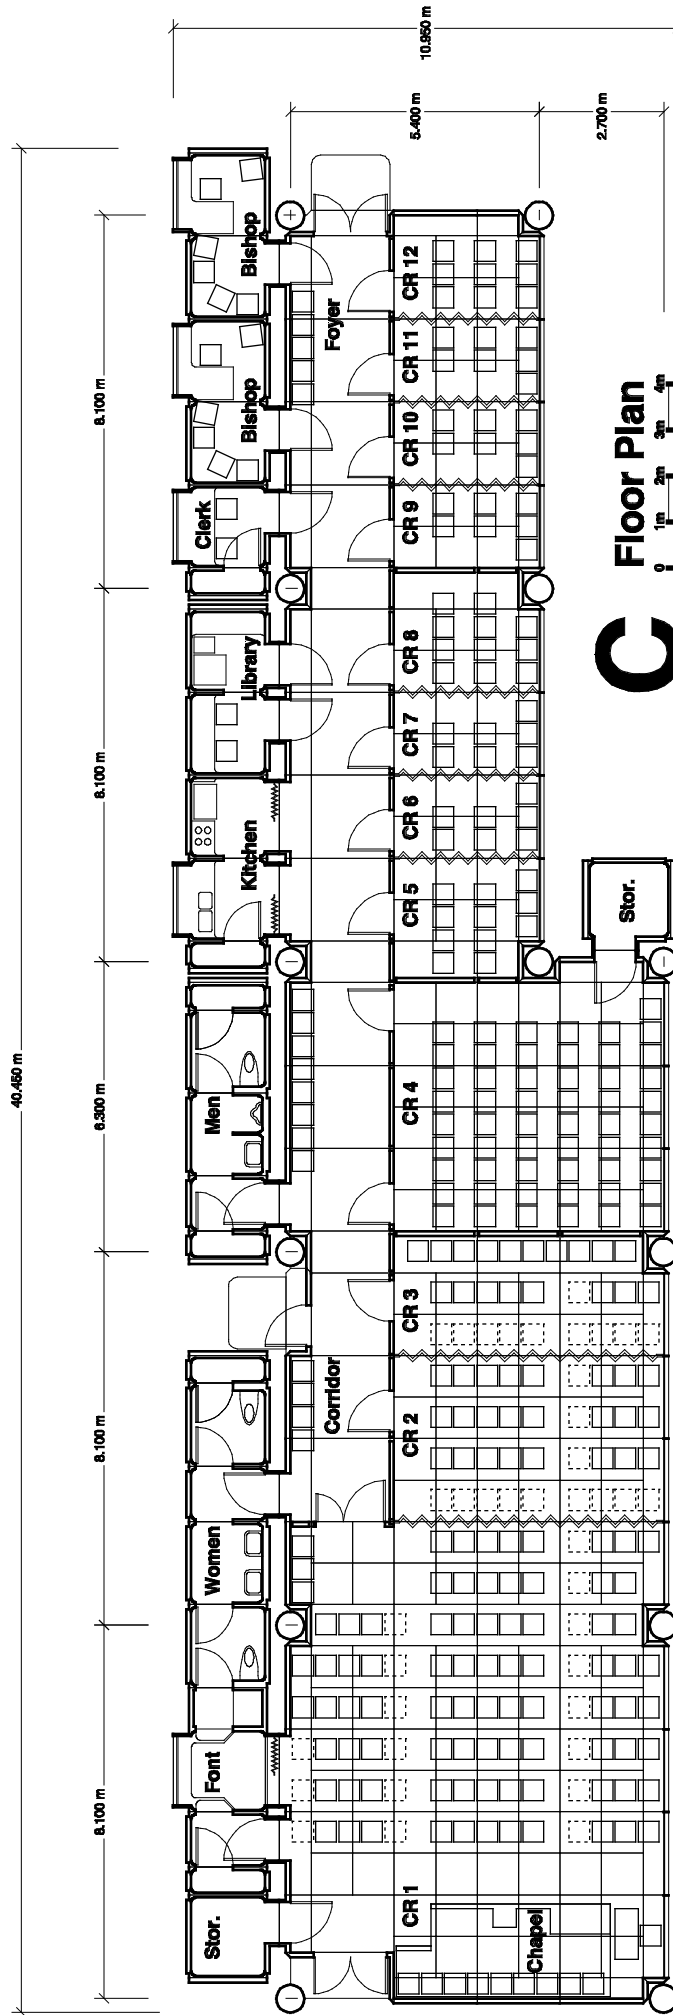 40.450 m
8.100 m
8.100 m
6.300 m
8.100 m
8.100 m
10.950 m
Stor.
Font
Women
Men
Kitchen
Library
Clerk
Bishop
Bishop
Corridor
Foyer
5.400 m
CR 1
CR 2
CR 3
CR 4
CR 5
CR 6
CR 7
CR 8
CR 9
CR 10
CR 11
CR 12
Chapel
Stor.
2.700 m
C Floor Plan
0 1m 2m 3m 4m